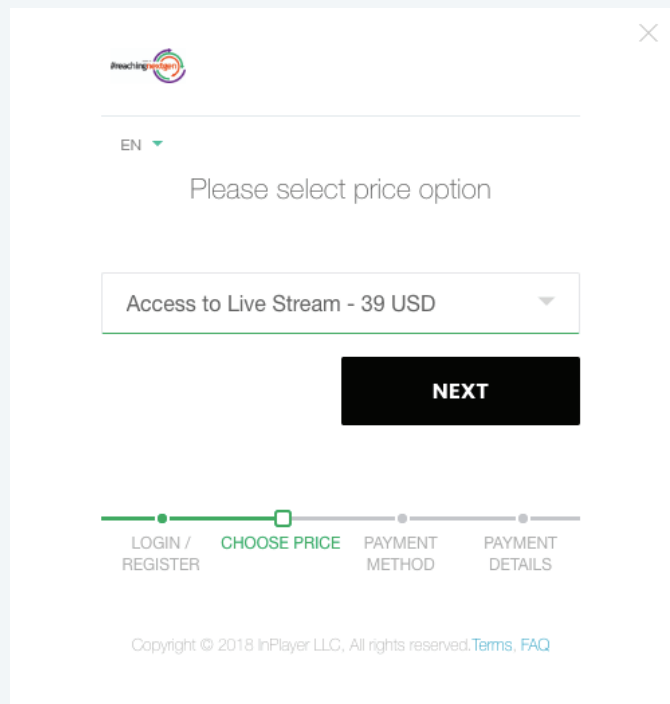 #reachingnextgen
EN
Please select price option
Access to Live Stream - 39 USD
NEXT
LOGIN / REGISTER
CHOOSE PRICE
PAYMENT METHOD
PAYMENT DETAILS
Copyright © 2018 InPlayer LLC, All rights reserved.Terms, FAQ